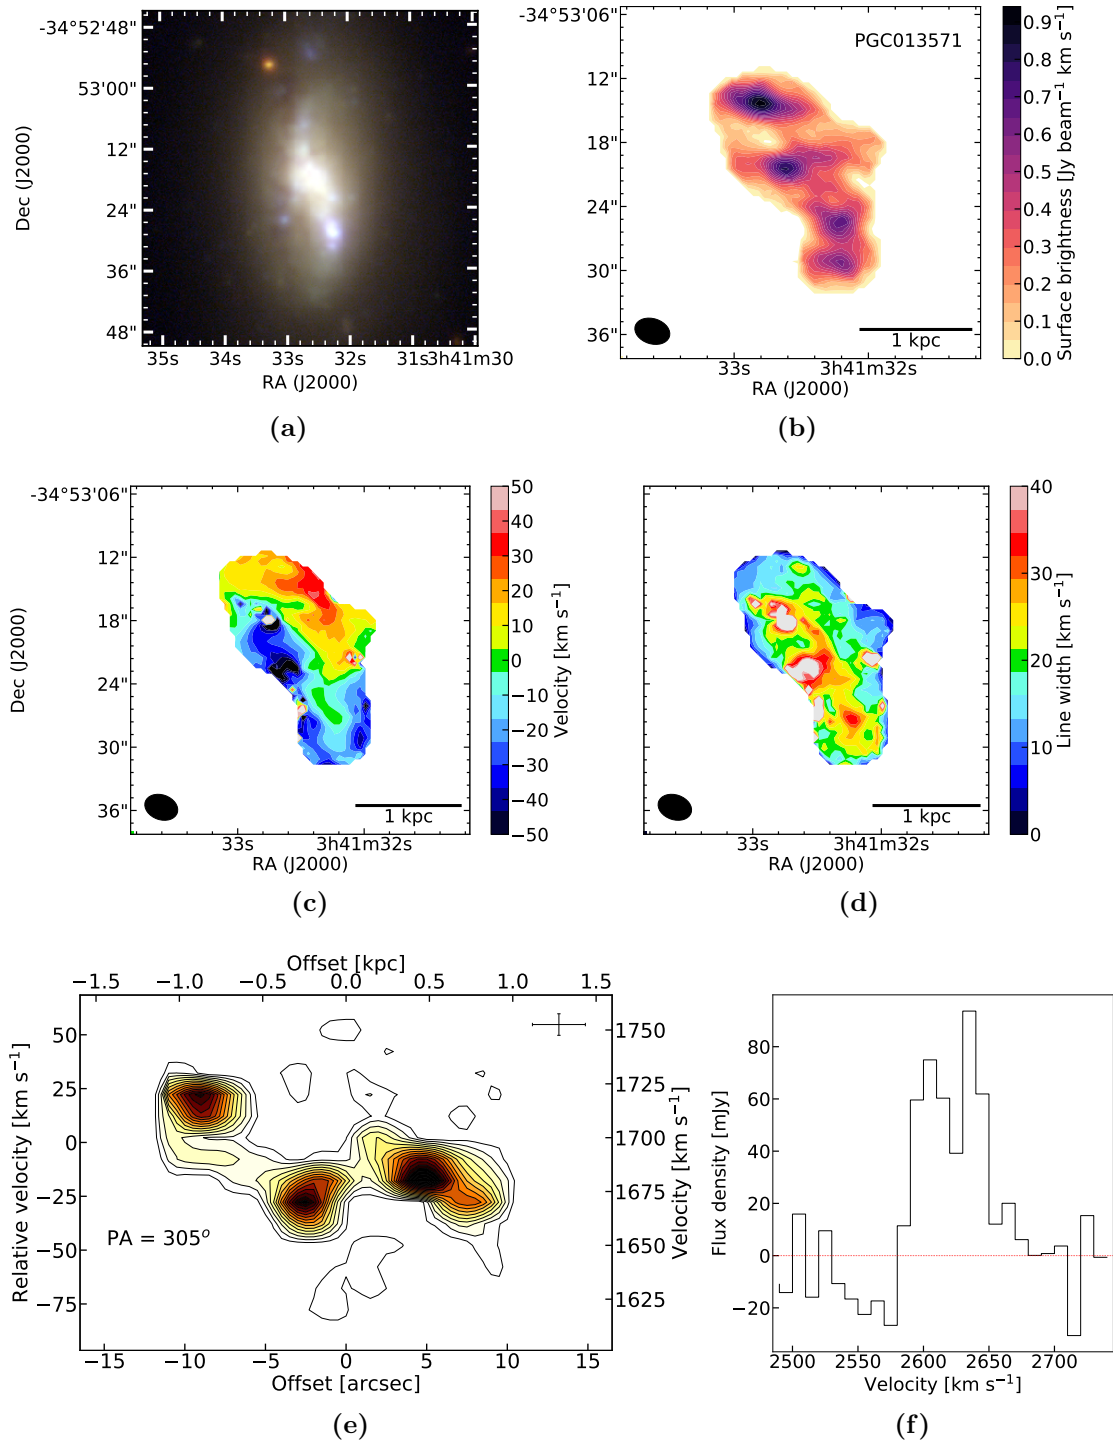 -34°52'48"
53'00"
12"
24"
36"
48"
Dec (J2000)
35s 34s 33s 32s 31s 3h41m30
RA (J2000)
(a)
-34°53'06"
12"
18"
24"
30"
36"
PGC013571
1 kpc
33s 3h41m32s
RA (J2000)
0.9
0.8
0.7
0.6
0.5
0.4
0.3
0.2
0.1
0.0
Surface brightness [Jy beam⁻¹ km s⁻¹]
(b)
-34°53'06"
12"
18"
24"
30"
36"
Dec (J2000)
1 kpc
33s 3h41m32s
RA (J2000)
50
40
30
20
10
0
−10
−20
−30
−40
−50
Velocity [km s⁻¹]
(c)
1 kpc
33s 3h41m32s
RA (J2000)
40
30
20
10
0
Line width [km s⁻¹]
(d)
Offset [kpc]
−1.5 −1.0 −0.5 0.0 0.5 1.0 1.5
50
25
0
−25
−50
−75
Relative velocity [km s⁻¹]
PA = 305°
1750
1725
1700
1675
1650
1625
Velocity [km s⁻¹]
−15 −10 −5 0 5 10 15
Offset [arcsec]
(e)
80
60
40
20
0
−20
Flux density [mJy]
2500 2550 2600 2650 2700
Velocity [km s⁻¹]
(f)